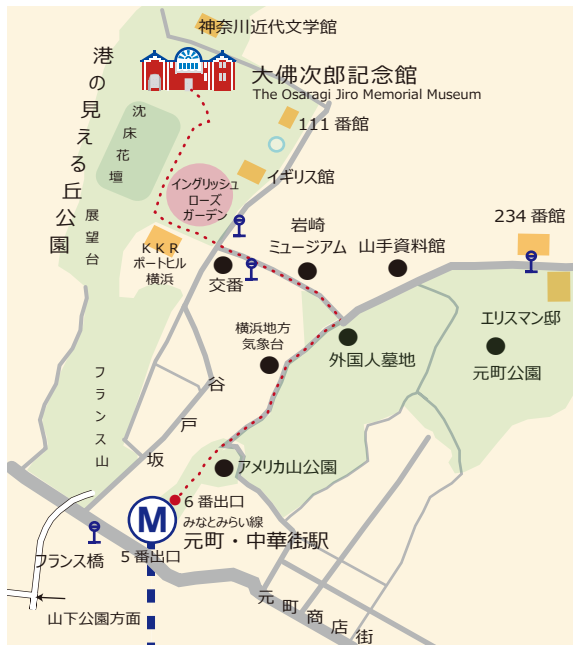 神奈川近代文学館
大佛次郎記念館
The Osaragi Jiro Memorial Museum
港の見える丘公園
沈床花壇
111番館
イギリス館
イングリッシュ
ローズ
ガーデン
展望台
KKR
ポートヒル
横浜
交番
岩崎
ミュージアム
山手資料館
234番館
エリスマン邸
元町公園
外国人墓地
横浜地方
気象台
フランス山
谷戸坂
アメリカ山公園
6番出口
みなとみらい線
元町・中華街駅
M
5番出口
フランス橋
山下公園方面
元町商店街